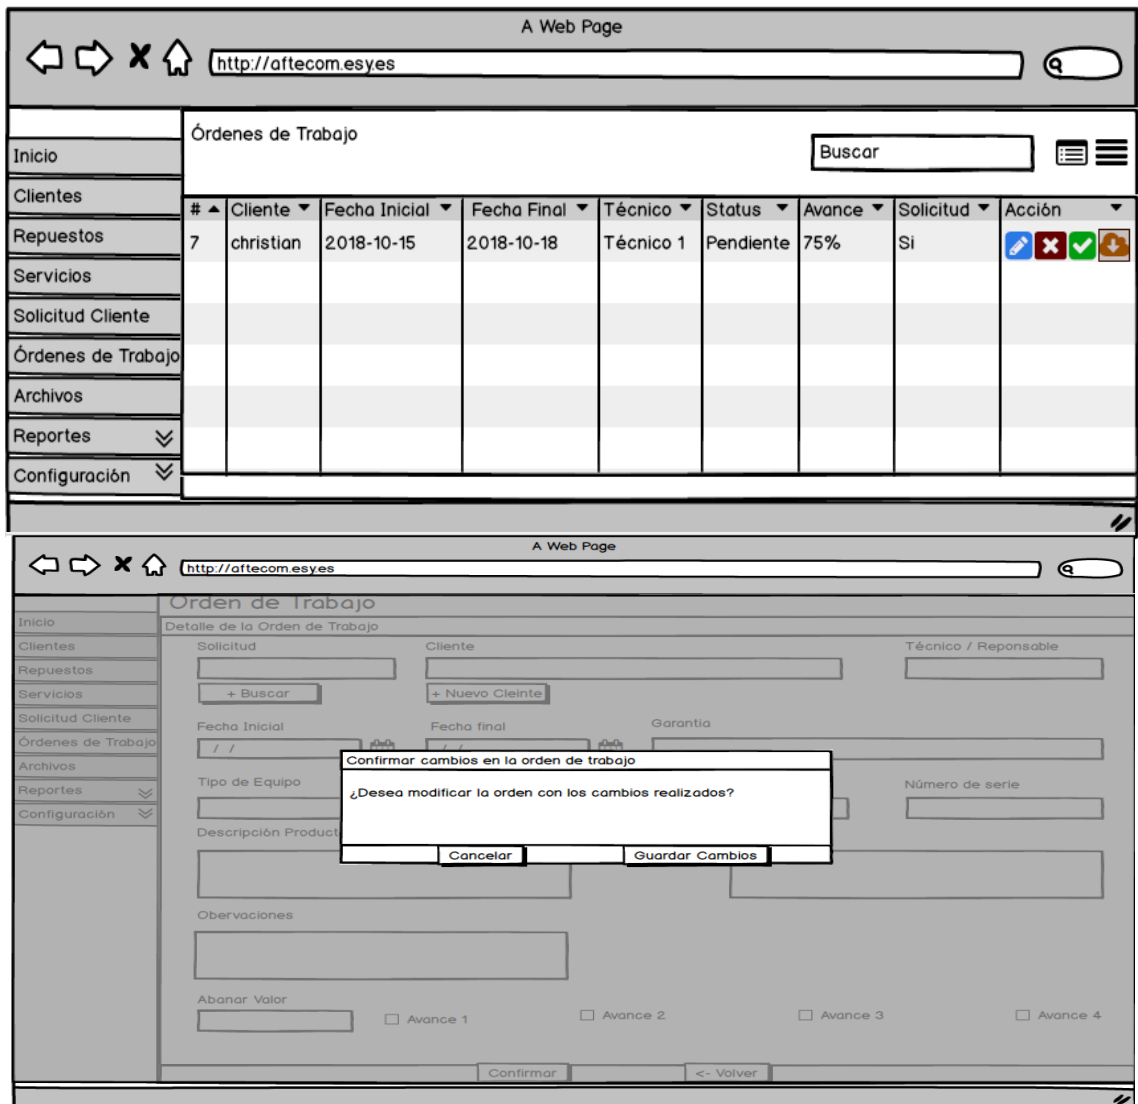 A Web Page
http://aftecom.esy.es
Órdenes de Trabajo
Buscar
Inicio
Clientes
Repuestos
Servicios
Solicitud Cliente
Órdenes de Trabajo
Archivos
Reportes
Configuración
# Cliente Fecha Inicial Fecha Final Técnico Status Avance Solicitud Acción
7 christian 2018-10-15 2018-10-18 Técnico 1 Pendiente 75% Si
A Web Page
http://aftecom.esy.es
Inicio
Clientes
Repuestos
Servicios
Solicitud Cliente
Órdenes de Trabajo
Archivos
Reportes
Configuración
Orden de Trabajo
Detalle de la Orden de Trabajo
Solicitud Cliente Técnico / Reponsable
+ Buscar + Nuevo Cleinte
Fecha Inicial Fecha final Garantia
/ / / /
Tipo de Equipo Número de serie
Confirmar cambios en la orden de trabajo
¿Desea modificar la orden con los cambios realizados?
Cancelar Guardar Cambios
Descripción Product
Obervaciones
Abanar Valor
Avance 1 Avance 2 Avance 3 Avance 4
Confirmar <- Volver